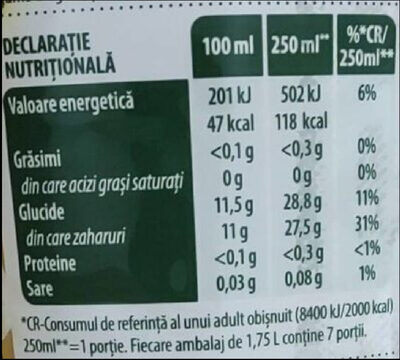 DECLARAȚIE
NUTRIȚIONALĂ
100 ml 250 ml** %*CR/
250ml**
Valoare energetică 201 kJ 502 kJ 6%
47 kcal 118 kcal
Grăsimi <0,1 g <0,3 g 0%
din care acizi grași saturați 0 g 0 g 0%
Glucide 11,5 g 28,8 g 11%
din care zaharuri 11 g 27,5 g 31%
Proteine <0,1 g <0,3 g <1%
Sare 0,03 g 0,08 g 1%
*CR-Consumul de referință al unui adult obișnuit (8400 kJ/2000 kcal)
250ml**=1 porție. Fiecare ambalaj de 1,75 L conține 7 porții.